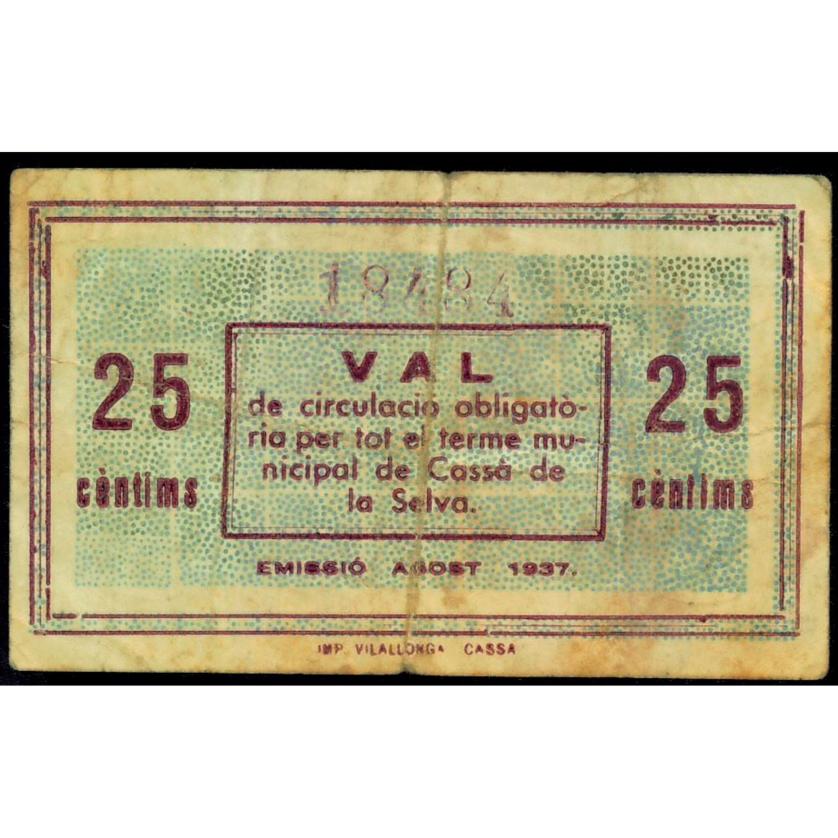 18484
VAL
de circulació obligatò-
ria per tot el terme mu-
nicipal de Cassà de
la Selva.
25
cèntims
25
cèntims
EMISSIÓ AGOST 1937.
IMP. VILALLONGA CASSA